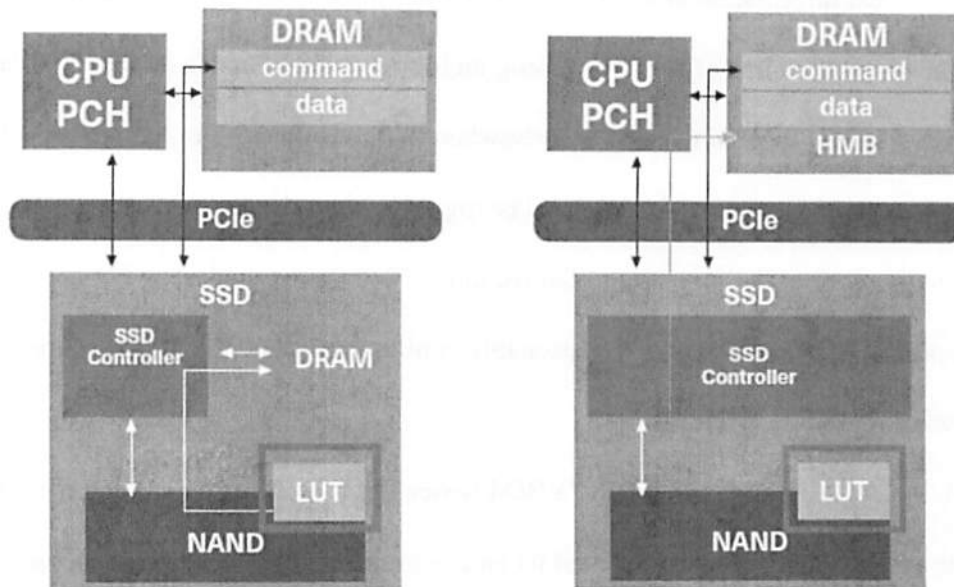 CPU
PCH
DRAM
command
data
PCIe
SSD
SSD
Controller
DRAM
LUT
NAND
CPU
PCH
DRAM
command
data
HMB
PCIe
SSD
SSD
Controller
LUT
NAND